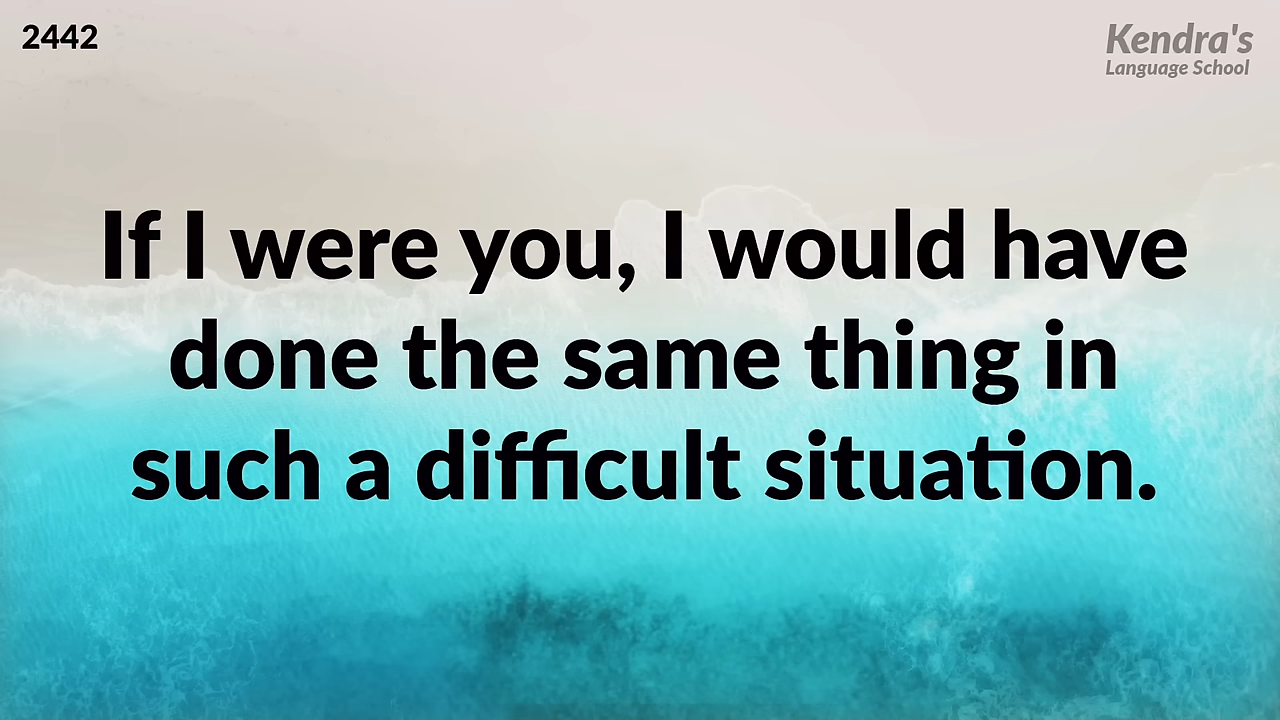 2442
Kendra's
Language School
If I were you, I would have
done the same thing in
such a difficult situation.